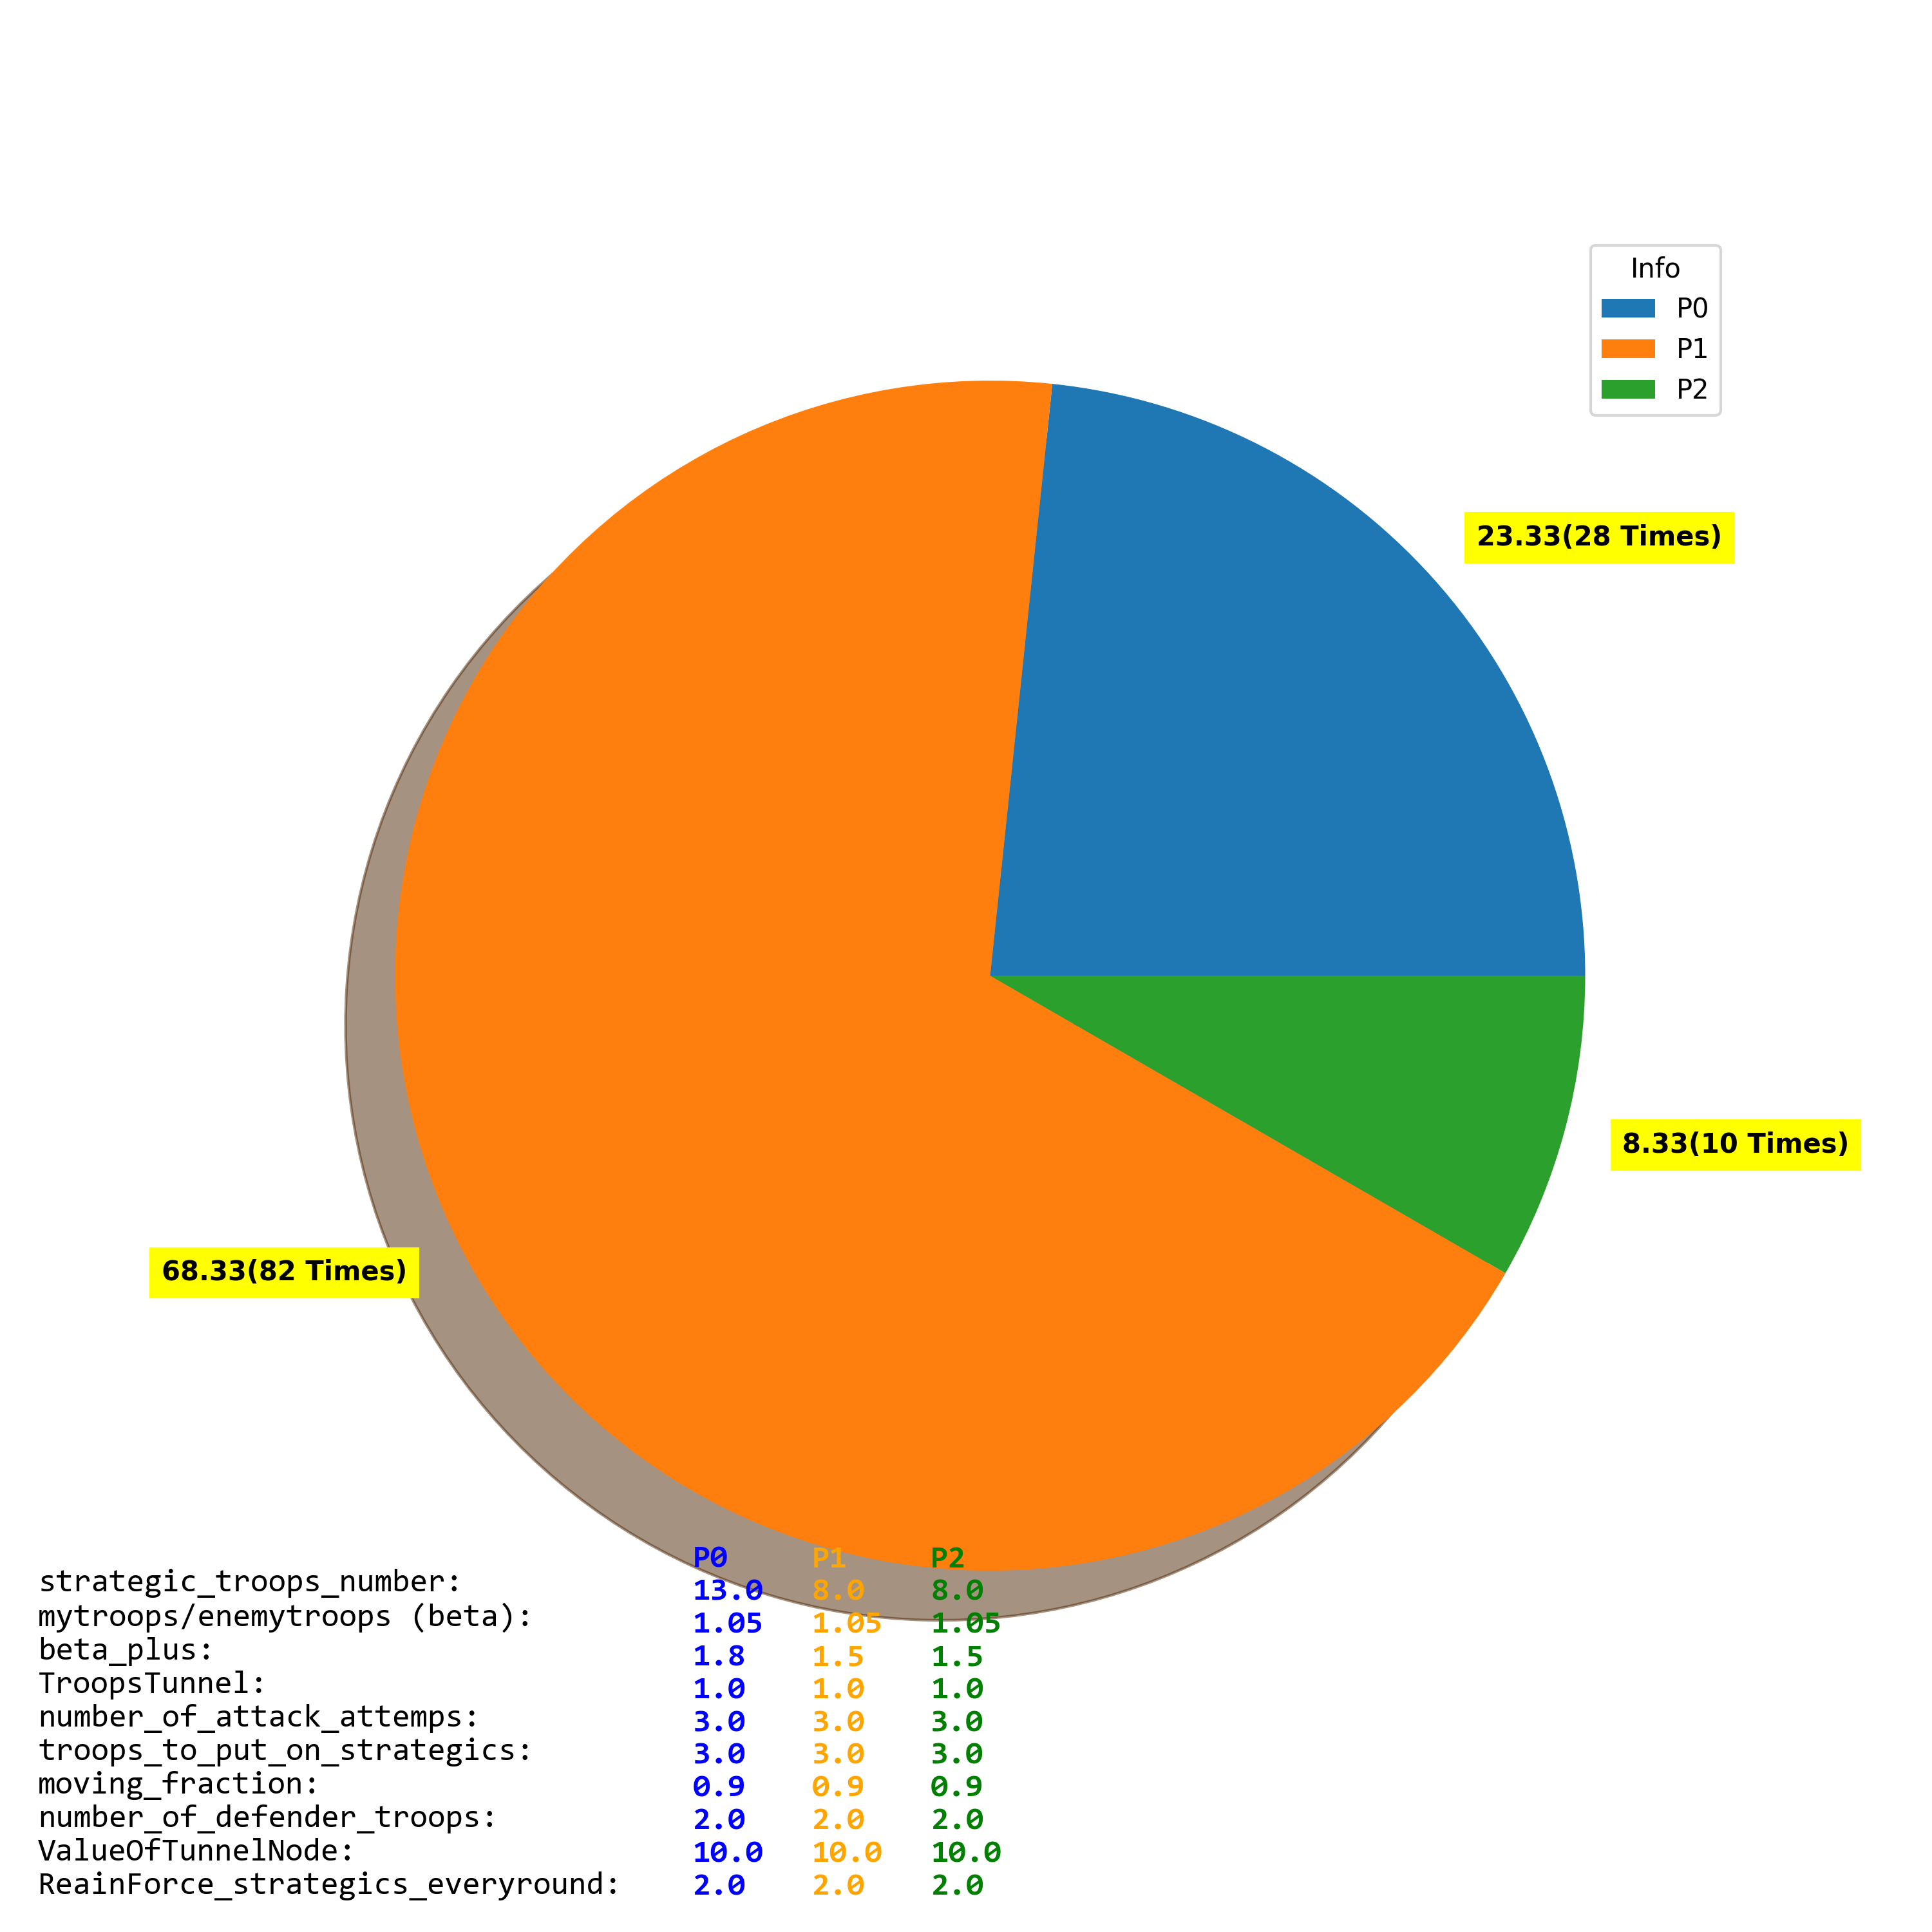 Info
P0
P1
P2
23.33(28 Times)
8.33(10 Times)
68.33(82 Times)
P0 P1 P2
strategic_troops_number: 13.0 8.0 8.0
mytroops/enemytroops (beta): 1.05 1.05 1.05
beta_plus: 1.8 1.5 1.5
TroopsTunnel: 1.0 1.0 1.0
number_of_attack_attemps: 3.0 3.0 3.0
troops_to_put_on_strategics: 3.0 3.0 3.0
moving_fraction: 0.9 0.9 0.9
number_of_defender_troops: 2.0 2.0 2.0
ValueOfTunnelNode: 10.0 10.0 10.0
ReainForce_strategics_everyround: 2.0 2.0 2.0